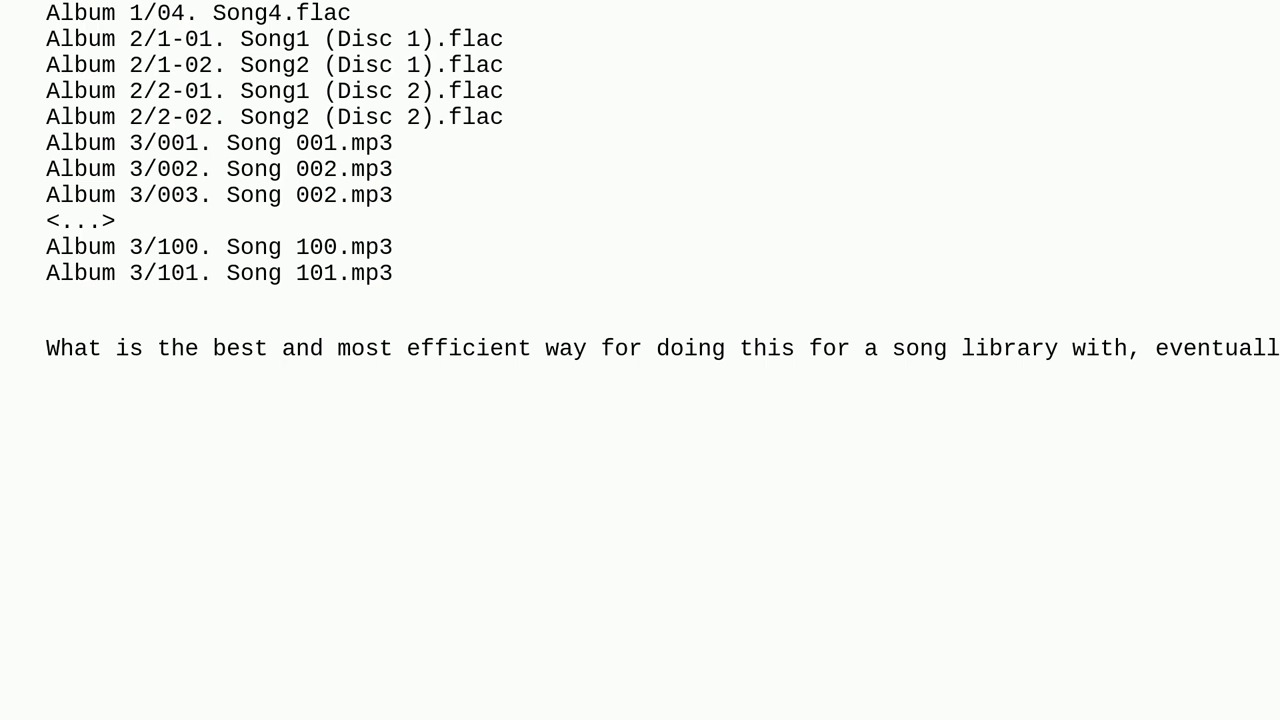 Album 1/04. Song4.flac
Album 2/1-01. Song1 (Disc 1).flac
Album 2/1-02. Song2 (Disc 1).flac
Album 2/2-01. Song1 (Disc 2).flac
Album 2/2-02. Song2 (Disc 2).flac
Album 3/001. Song 001.mp3
Album 3/002. Song 002.mp3
Album 3/003. Song 002.mp3
<...>
Album 3/100. Song 100.mp3
Album 3/101. Song 101.mp3
What is the best and most efficient way for doing this for a song library with, eventuall